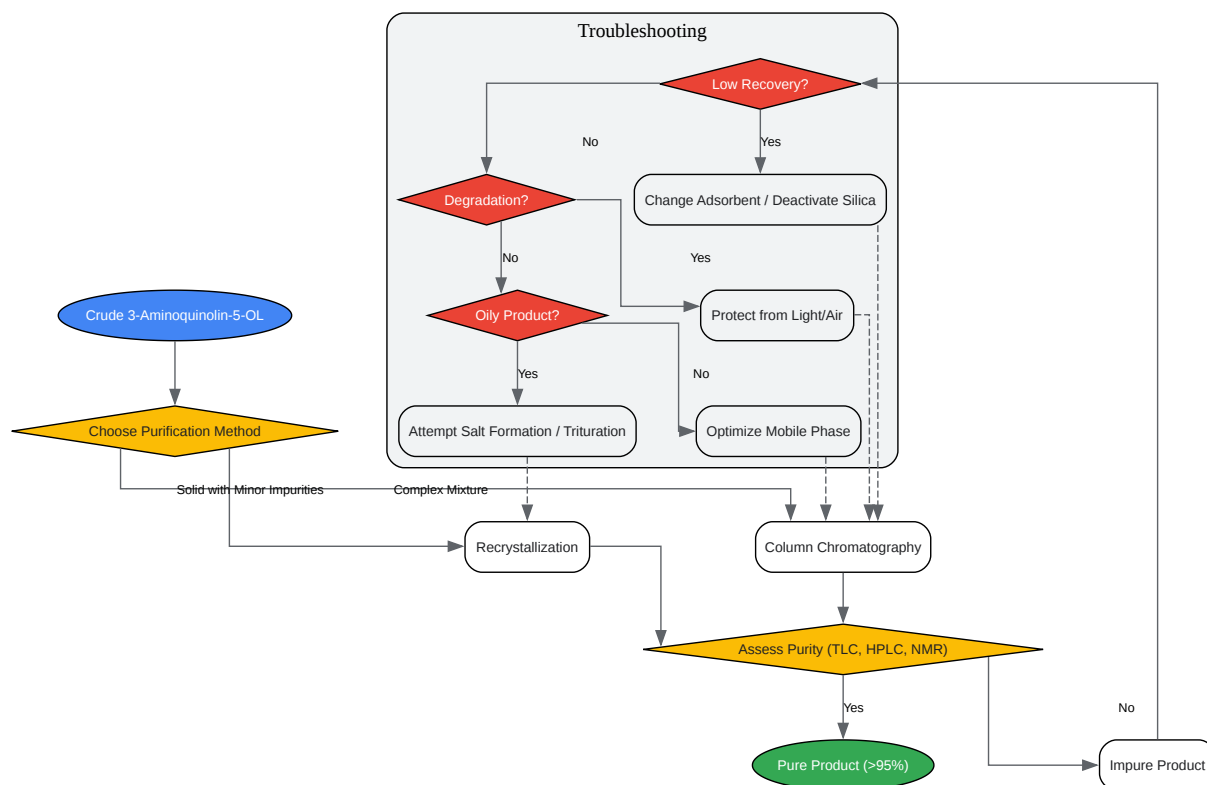 Troubleshooting
Low Recovery?
No
Yes
Degradation?
Change Adsorbent / Deactivate Silica
No
Yes
Crude 3-Aminoquinolin-5-OL
Oily Product?
Protect from Light/Air
Yes
No
Choose Purification Method
Attempt Salt Formation / Trituration
Optimize Mobile Phase
Solid with Minor Impurities
Complex Mixture
Recrystallization
Column Chromatography
Assess Purity (TLC, HPLC, NMR)
Yes
No
Pure Product (>95%)
Impure Product